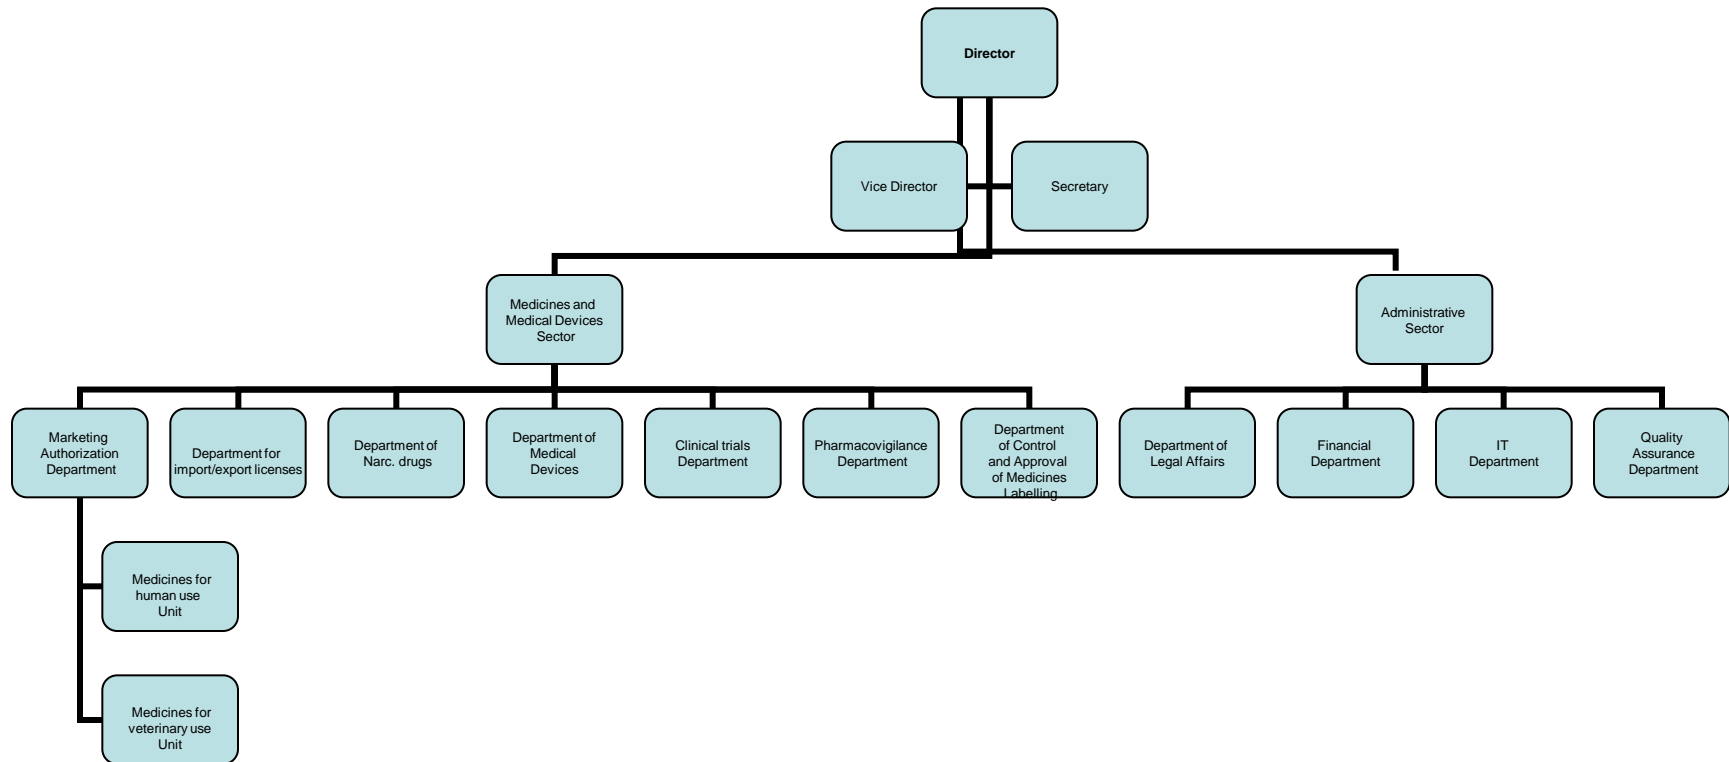 Director
Vice Director
Secretary
Medicines and
Medical Devices
Sector
Administrative
Sector
Marketing
Authorization
Department
Department for
import/export licenses
Department of
Narc. drugs
Department of
Medical
Devices
Clinical trials
Department
Pharmacovigilance
Department
Department
of Control
and Approval
of Medicines
Labelling
Department of
Legal Affairs
Financial
Department
IT
Department
Quality
Assurance
Department
Medicines for
human use
Unit
Medicines for
veterinary use
Unit